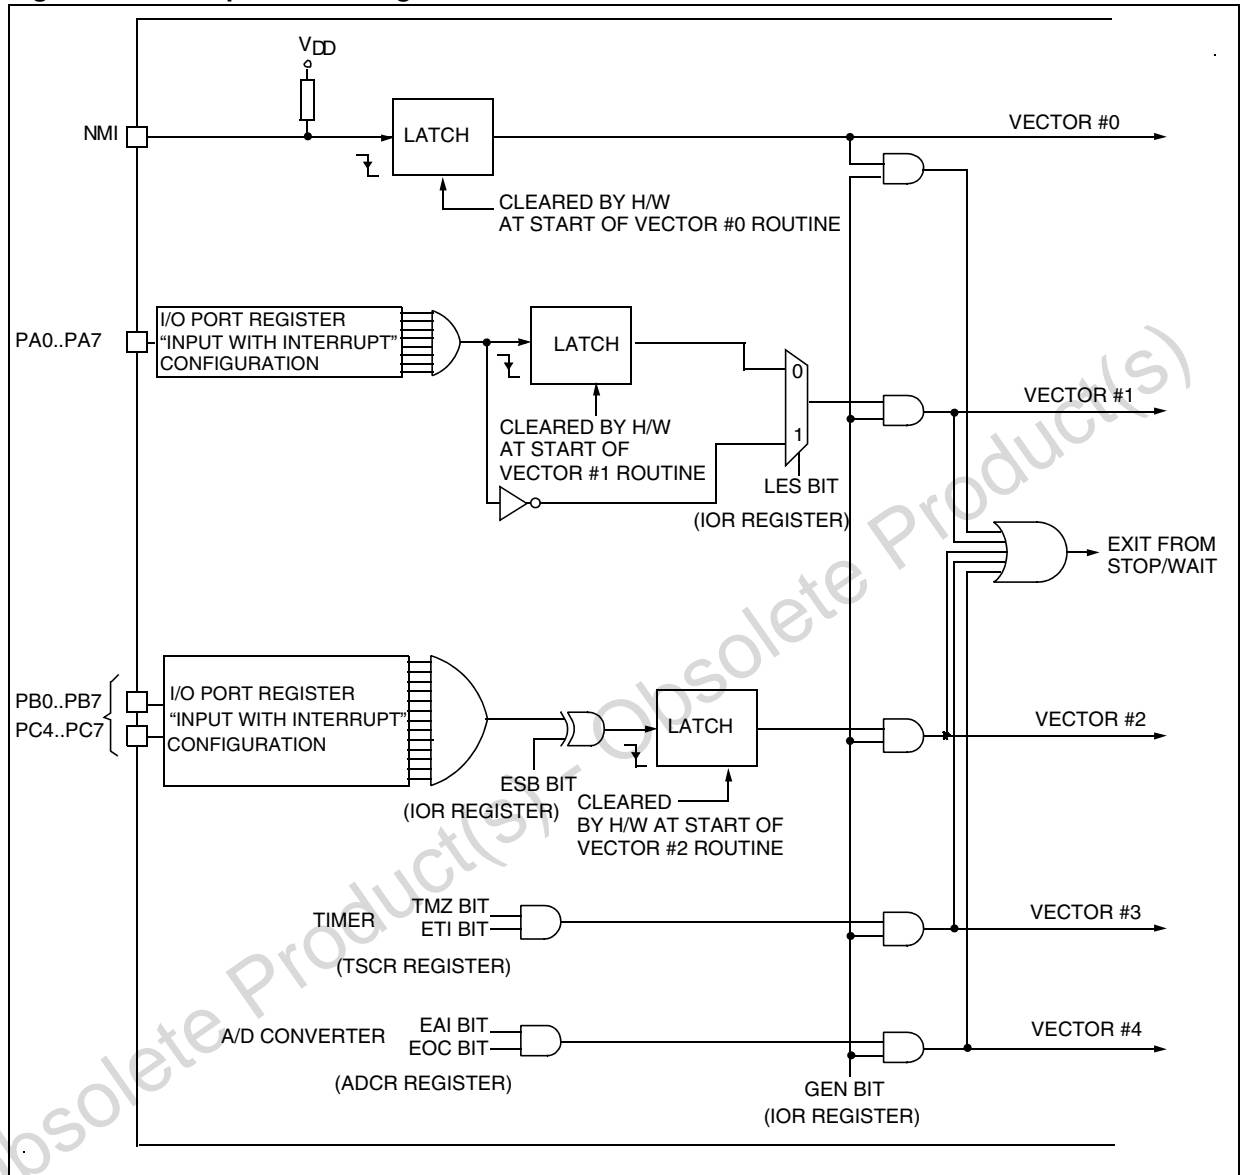 VDD
NMI
LATCH
VECTOR #0
CLEARED BY H/W
AT START OF VECTOR #0 ROUTINE
PA0..PA7
I/O PORT REGISTER
“INPUT WITH INTERRUPT”
CONFIGURATION
LATCH
0
1
VECTOR #1
CLEARED BY H/W
AT START OF
VECTOR #1 ROUTINE
LES BIT
(IOR REGISTER)
EXIT FROM
STOP/WAIT
PB0..PB7
PC4..PC7
I/O PORT REGISTER
“INPUT WITH INTERRUPT”
CONFIGURATION
LATCH
VECTOR #2
ESB BIT
(IOR REGISTER)
CLEARED
BY H/W AT START OF
VECTOR #2 ROUTINE
TIMER
TMZ BIT
ETI BIT
(TSCR REGISTER)
VECTOR #3
A/D CONVERTER
EAI BIT
EOC BIT
(ADCR REGISTER)
VECTOR #4
GEN BIT
(IOR REGISTER)
Obsolete Product(s) - Obsolete Product(s)